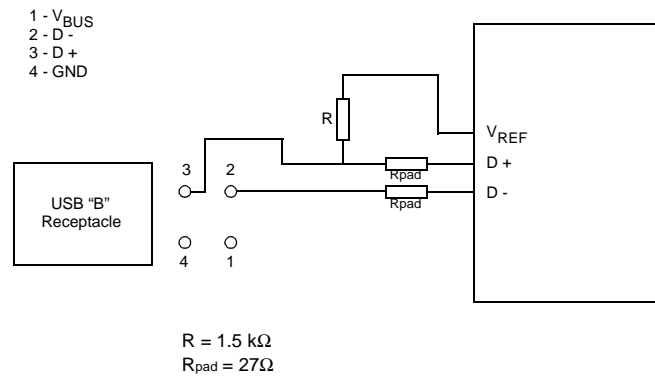 1 - VBUS
2 - D -
3 - D +
4 - GND
R
VREF
3
2
D +
Rpad
D -
Rpad
USB “B”
Receptacle
4
1
R = 1.5 kΩ
Rpad = 27Ω